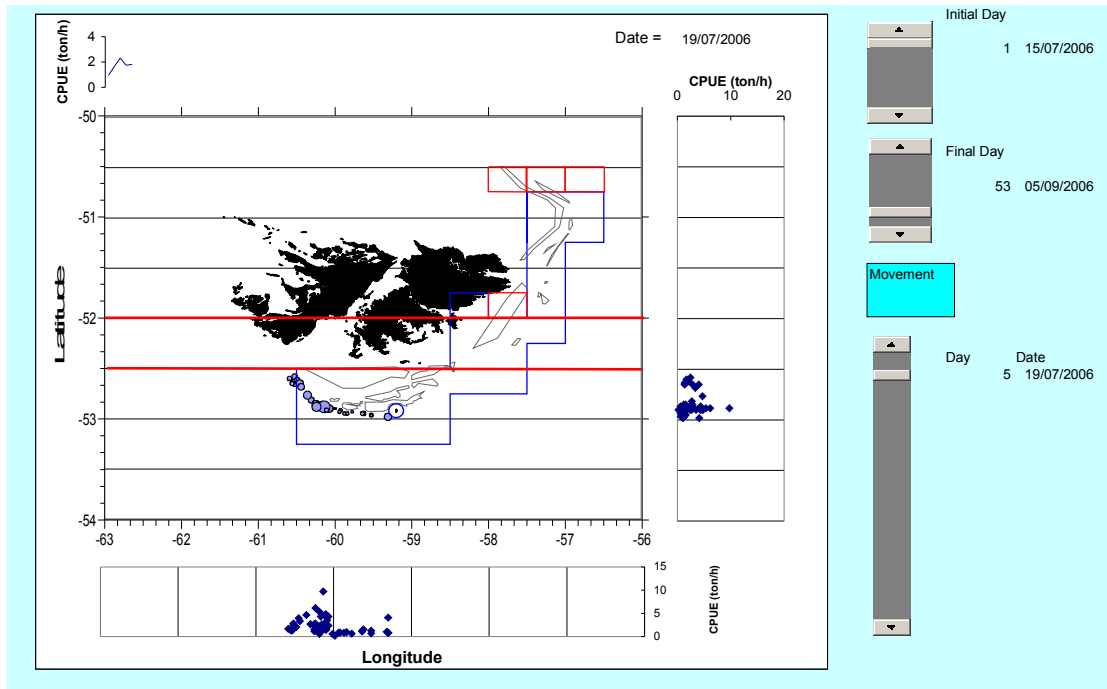 Date = 19/07/2006
CPUE (ton/h)
4
2
0
CPUE (ton/h)
0 10 20
-50
-51
-52
-53
-54
Latitude
-63 -62 -61 -60 -59 -58 -57 -56
15
10
5
0
CPUE (ton/h)
Longitude
Initial Day
1 15/07/2006
Final Day
53 05/09/2006
Movement
Day Date
5 19/07/2006